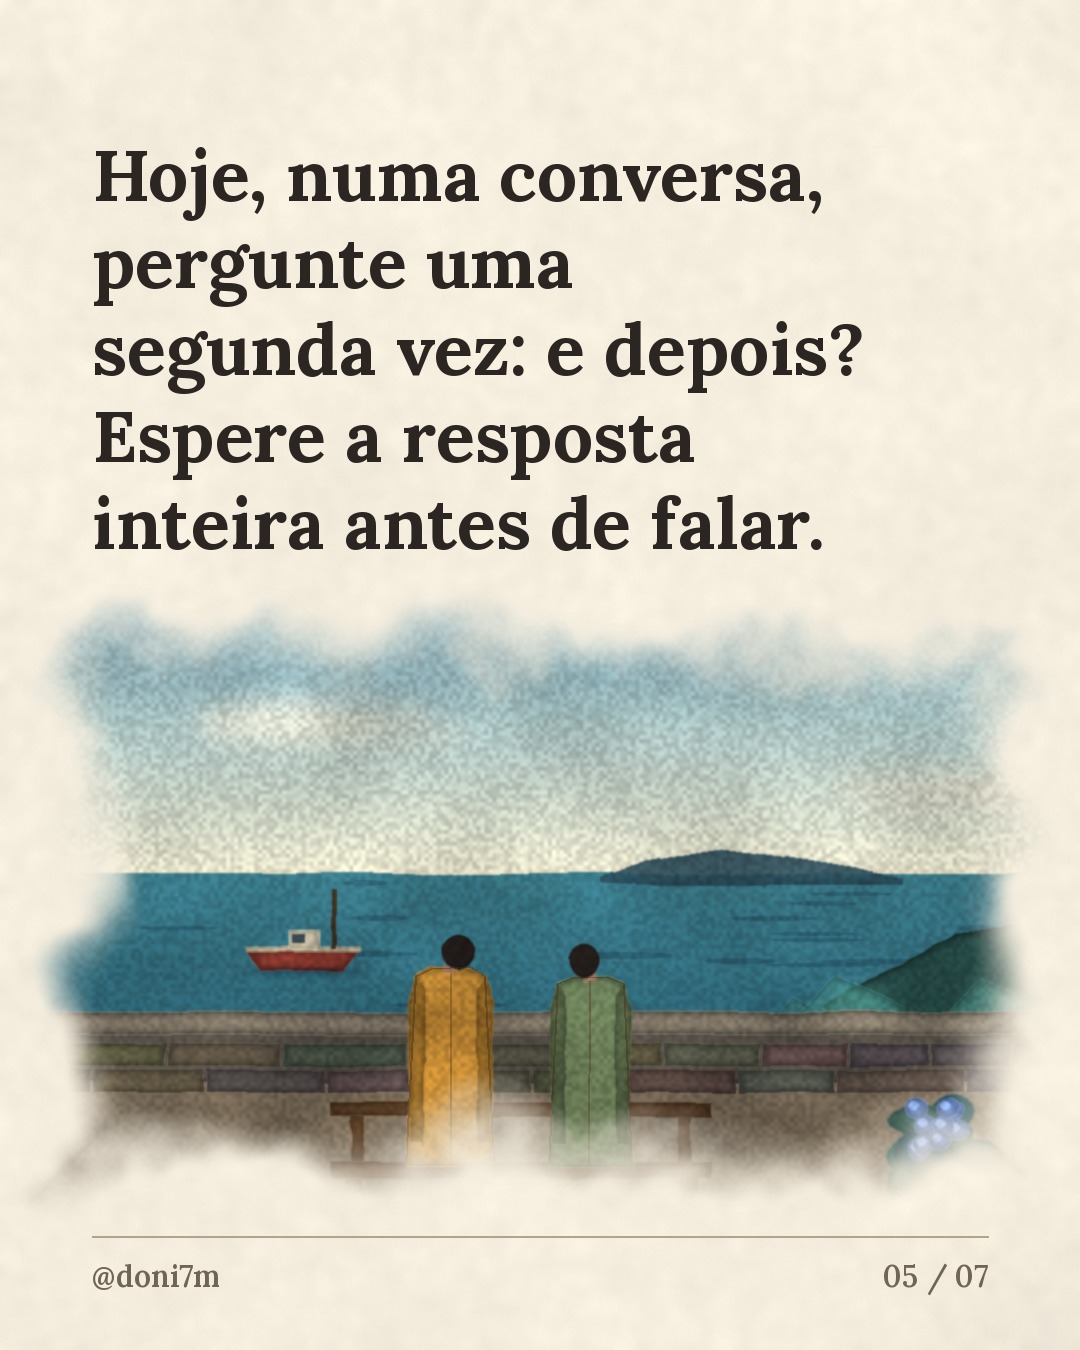 Hoje, numa conversa,
pergunte uma
segunda vez: e depois?
Espere a resposta
inteira antes de falar.
@doni7m
05 / 07